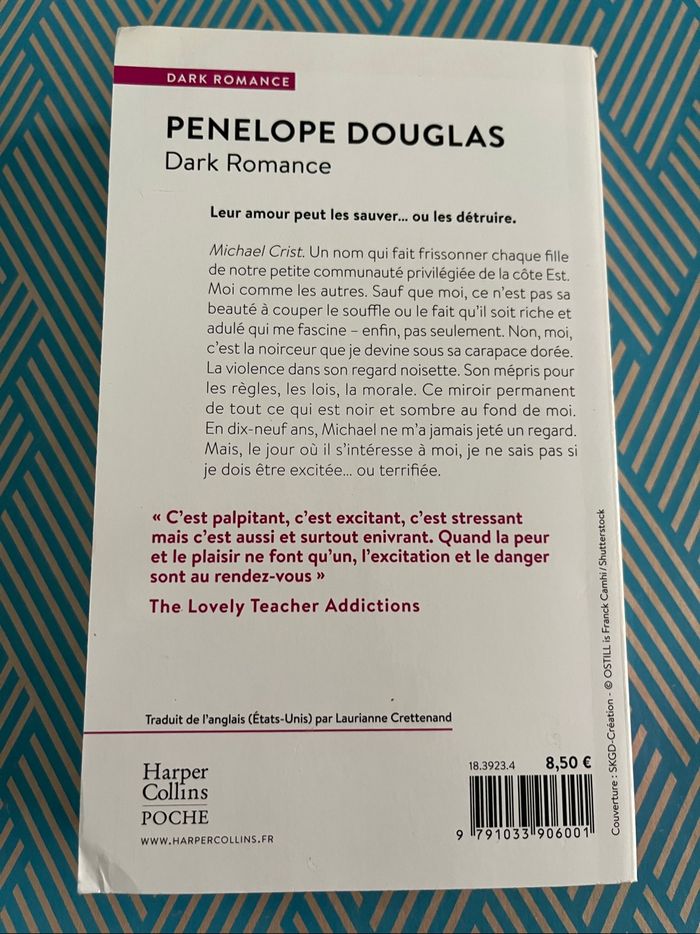 DARK ROMANCE
PENELOPE DOUGLAS
Dark Romance
Leur amour peut les sauver... ou les détruire.
Michael Crist. Un nom qui fait frissonner chaque fille
de notre petite communauté privilégiée de la côte Est.
Moi comme les autres. Sauf que moi, ce n'est pas sa
beauté à couper le souffle ou le fait qu'il soit riche et
adulé qui me fascine – enfin, pas seulement. Non, moi,
c'est la noirceur que je devine sous sa carapace dorée.
La violence dans son regard noisette. Son mépris pour
les règles, les lois, la morale. Ce miroir permanent
de tout ce qui est noir et sombre au fond de moi.
En dix-neuf ans, Michael ne m'a jamais jeté un regard.
Mais, le jour où il s'intéresse à moi, je ne sais pas si
je dois être excitée... ou terrifiée.
« C'est palpitant, c'est excitant, c'est stressant
mais c'est aussi et surtout enivrant. Quand la peur
et le plaisir ne font qu'un, l'excitation et le danger
sont au rendez-vous »
The Lovely Teacher Addictions
Traduit de l'anglais (États-Unis) par Laurianne Crettenand
Harper
Collins
POCHE
WWW.HARPERCOLLINS.FR
18.3923.4 8,50 €
9 791033 906001
Couverture : SKGD-Création - © OSTILL is Franck Camhi / Shutterstock